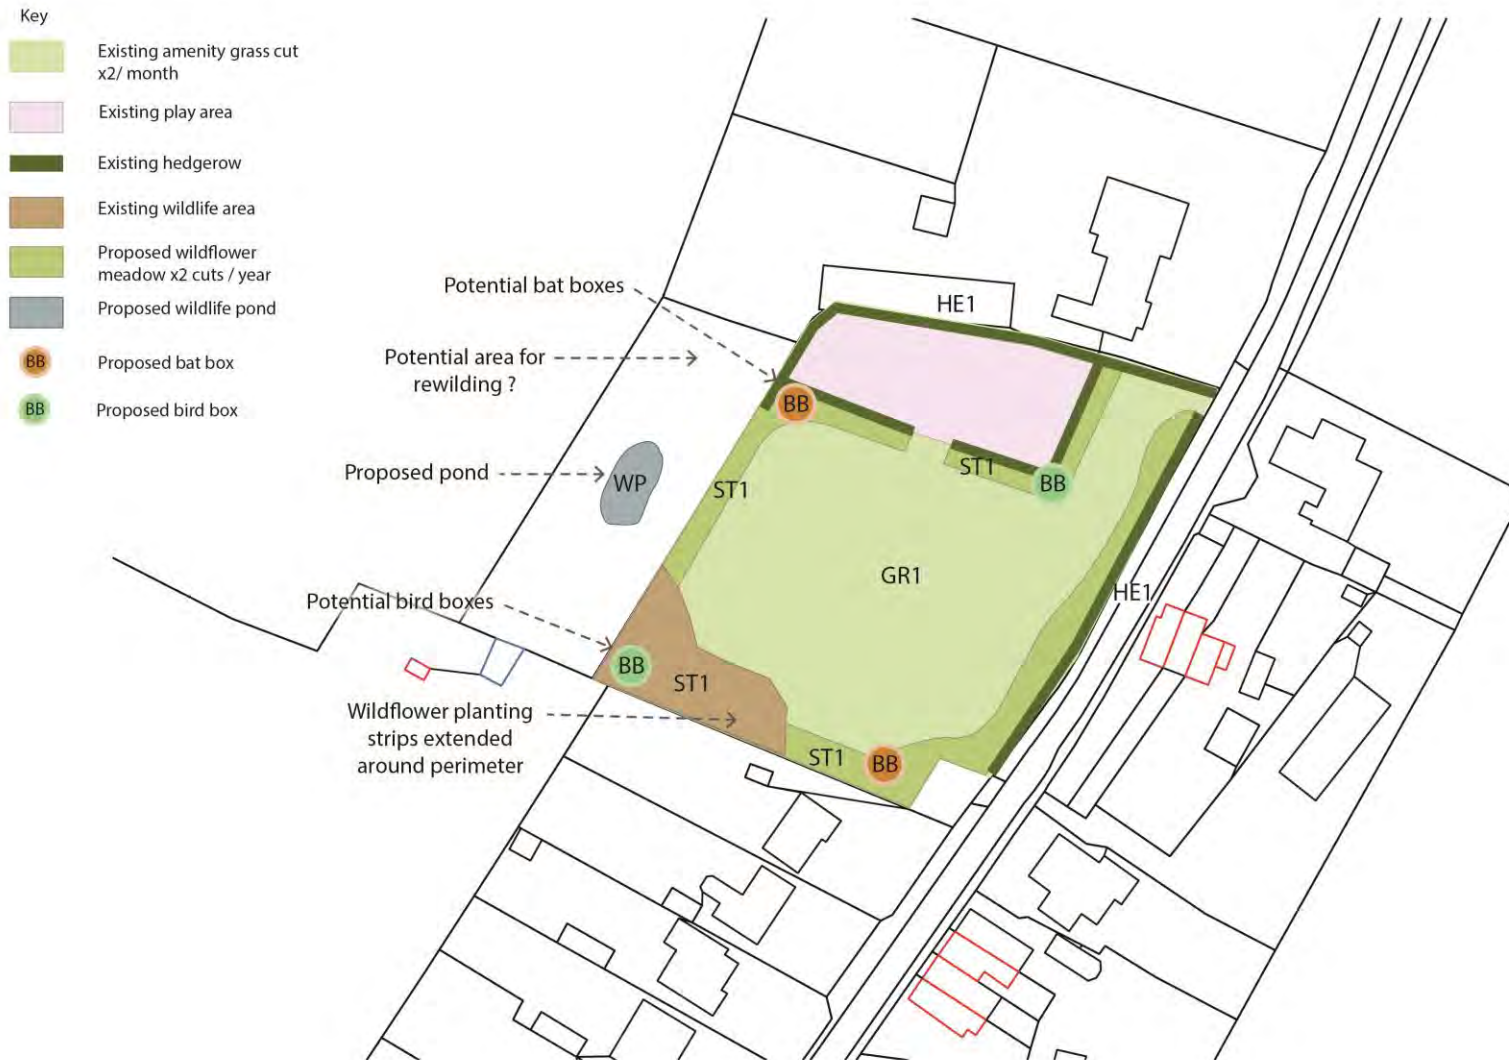 Key
Existing amenity grass cut
x2/ month
Existing play area
Existing hedgerow
Existing wildlife area
Proposed wildflower
meadow x2 cuts / year
Proposed wildlife pond
BB Proposed bat box
BB Proposed bird box
Potential bat boxes
HE1
Potential area for
rewilding ?
BB
Proposed pond
WP
ST1
ST1
BB
GR1
HE1
Potential bird boxes
BB
ST1
Wildflower planting
strips extended
around perimeter
ST1
BB